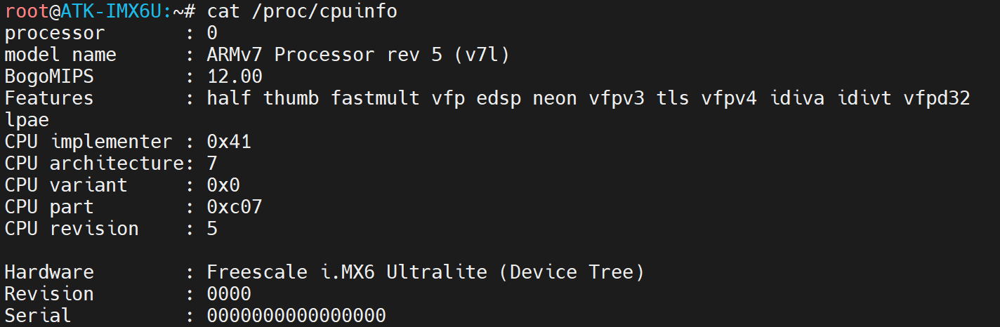 root@ATK-IMX6U:~# cat /proc/cpuinfo
processor       : 0
model name      : ARMv7 Processor rev 5 (v7l)
BogoMIPS        : 12.00
Features        : half thumb fastmult vfp edsp neon vfpv3 tls vfpv4 idiva idivt vfpd32
lpae
CPU implementer : 0x41
CPU architecture: 7
CPU variant     : 0x0
CPU part        : 0xc07
CPU revision    : 5

Hardware        : Freescale i.MX6 Ultralite (Device Tree)
Revision        : 0000
Serial          : 0000000000000000